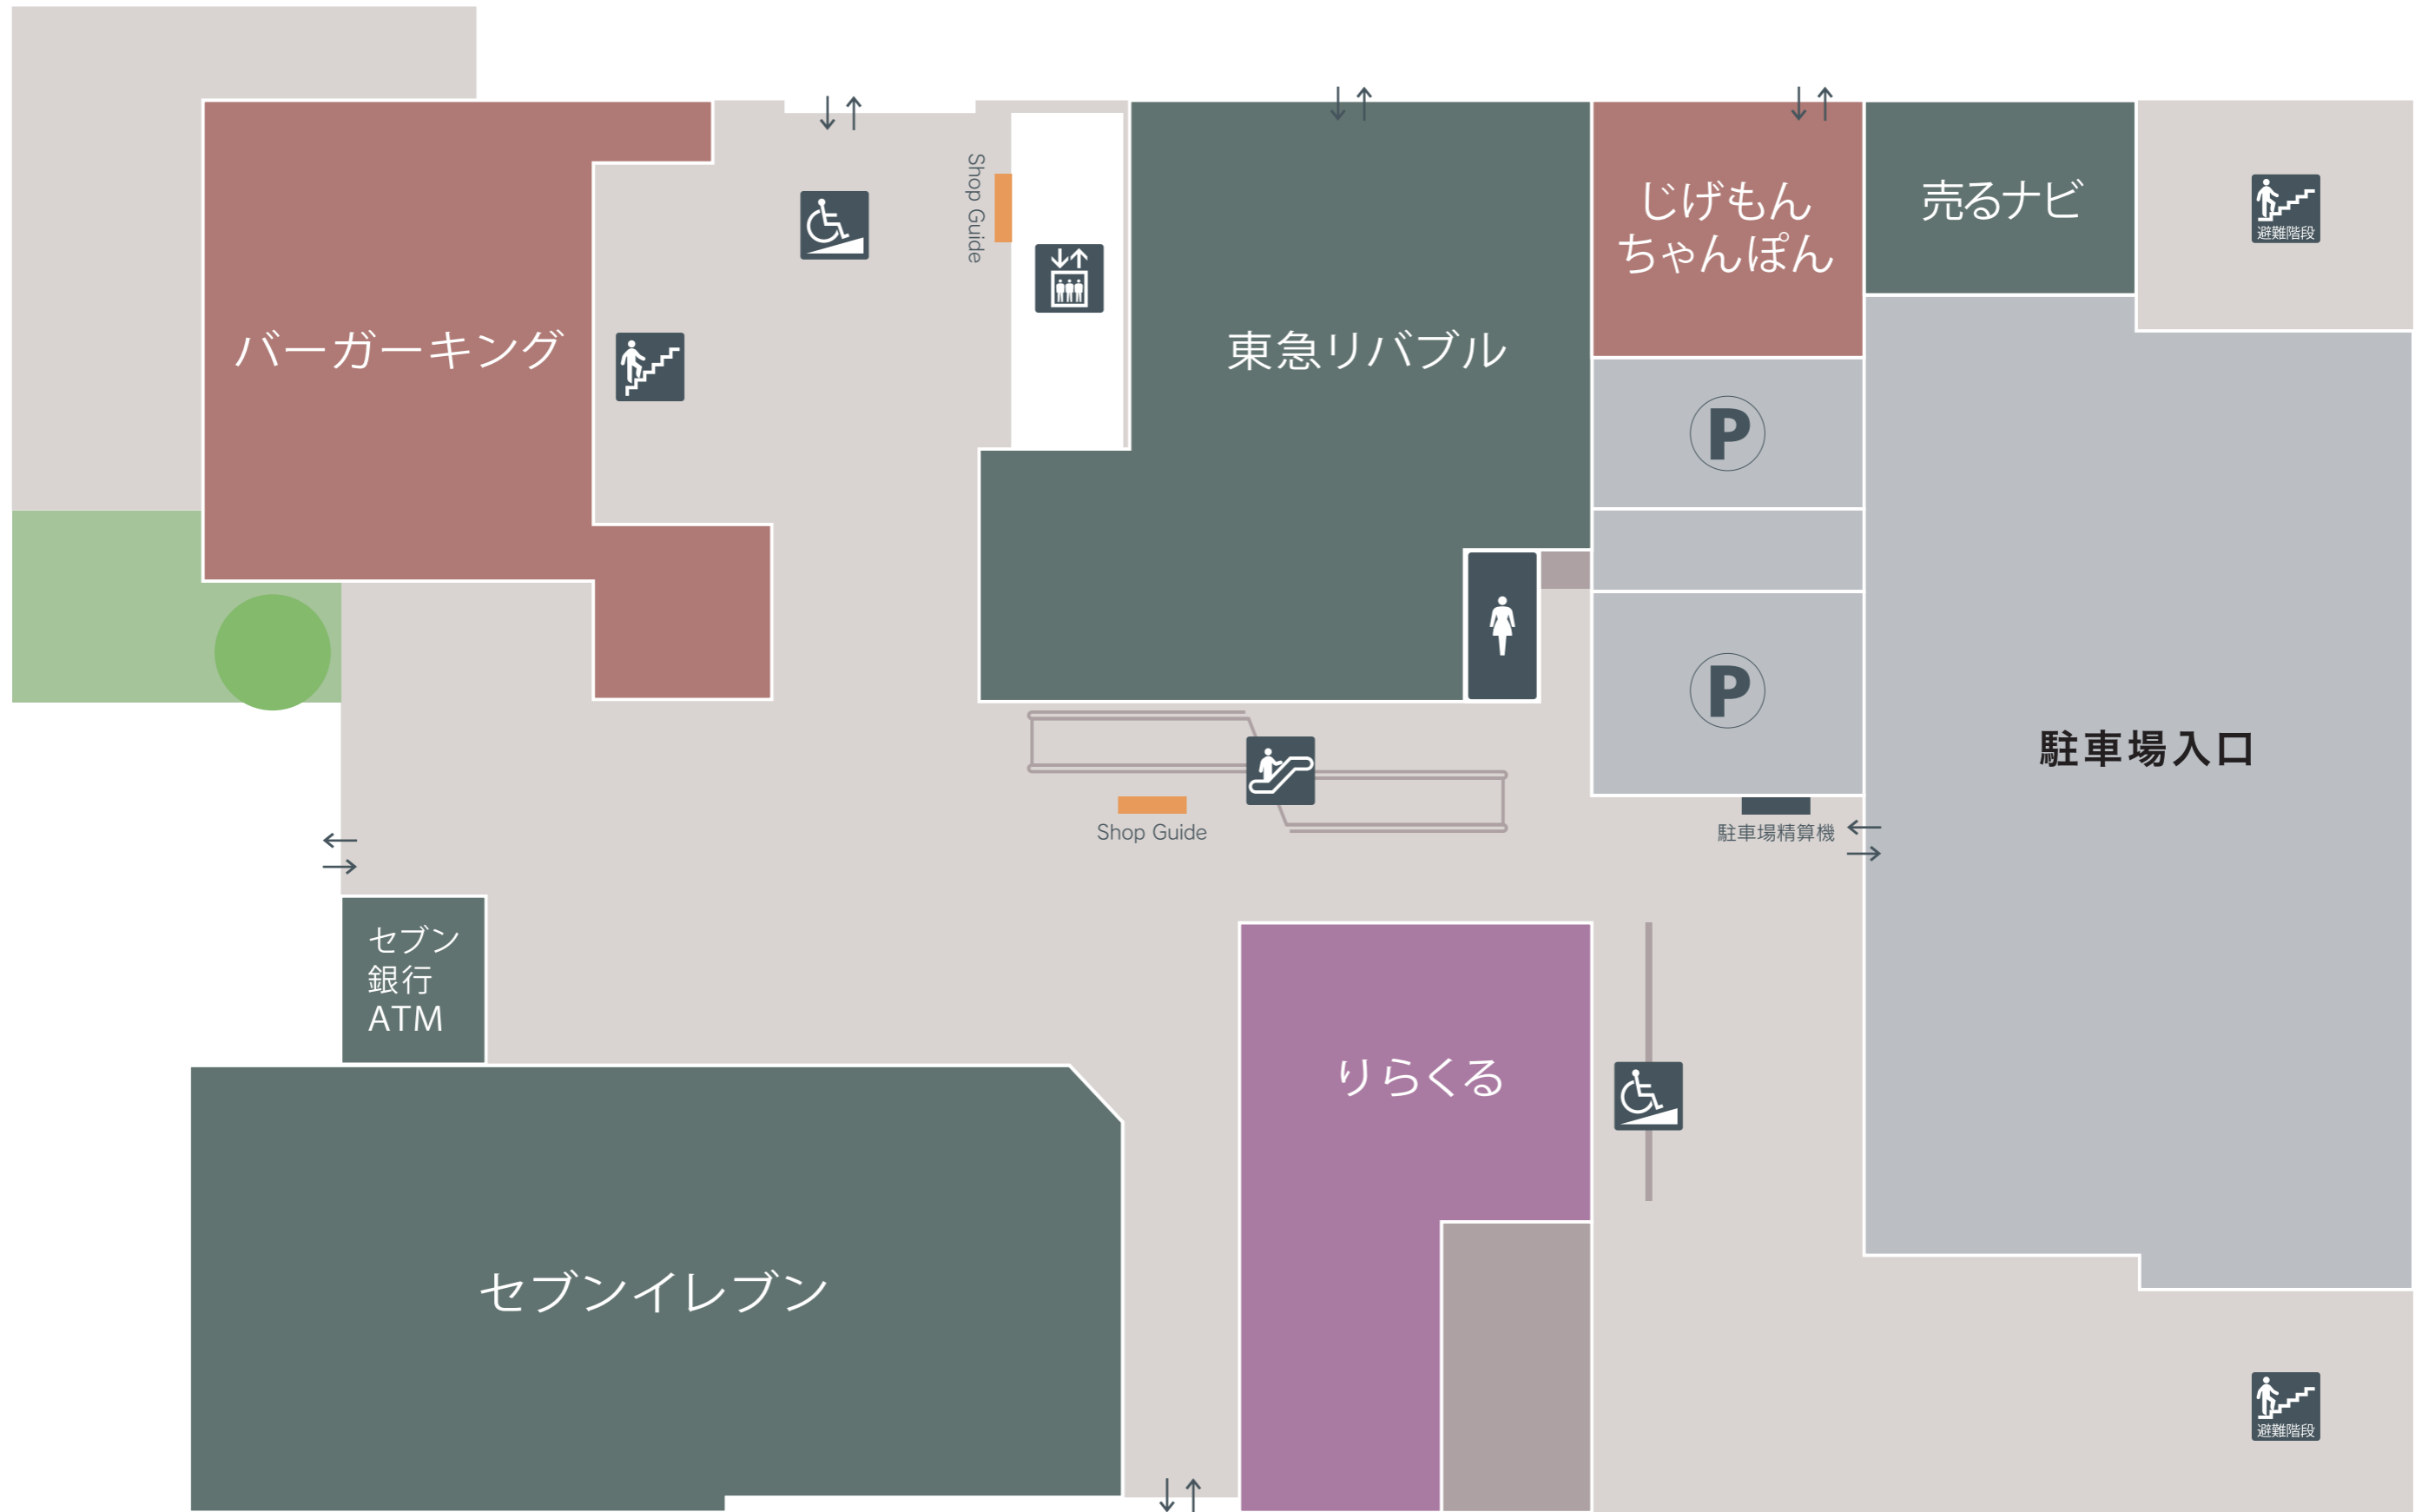 バーガーキング
Shop Guide
東急リバブル
じげもん
ちゃんぽん
売るナビ
避難階段
P
P
駐車場入口
Shop Guide
駐車場精算機
セブン
銀行
ATM
りらくる
セブンイレブン
避難階段